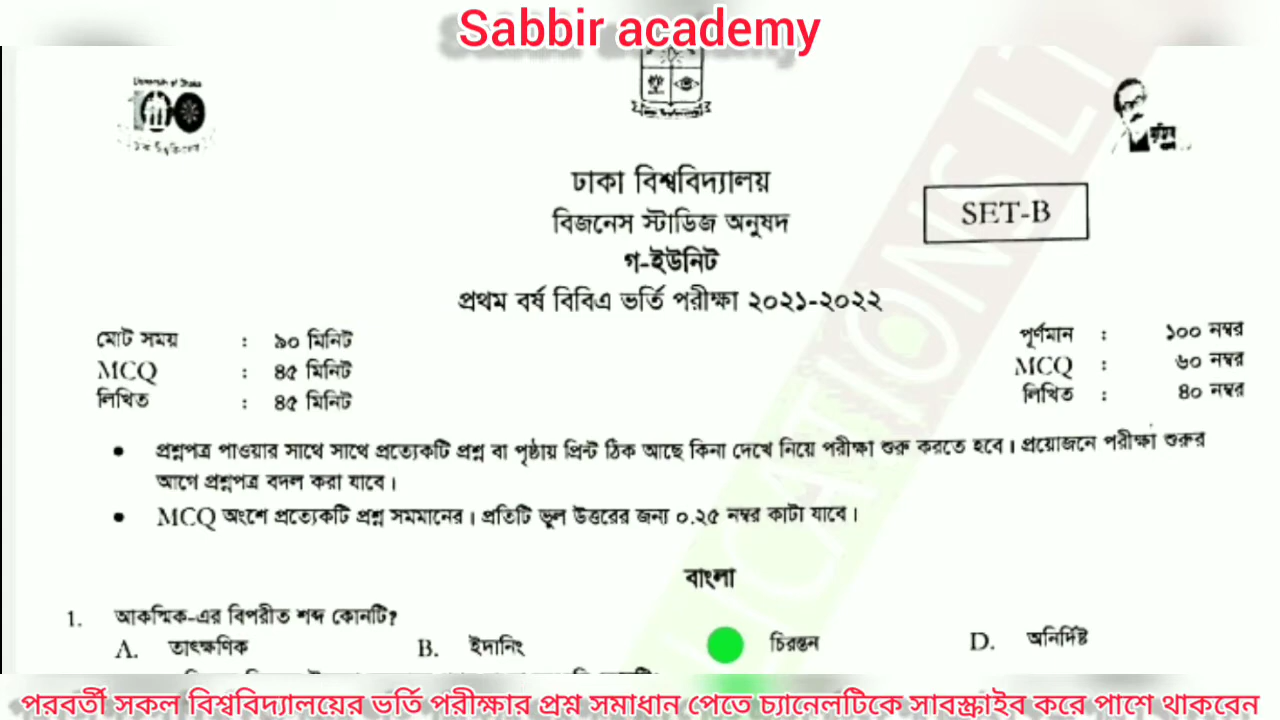 Sabbir academy
University of Dhaka
ঢাকা বিশ্ববিদ্যালয়
বিজনেস স্টাডিজ অনুষদ
গ-ইউনিট
SET-B
প্রথম বর্ষ বিবিএ ভর্তি পরীক্ষা ২০২১-২০২২
মোট সময় : ৯০ মিনিট পূর্ণমান : ১০০ নম্বর
MCQ : ৪৫ মিনিট MCQ : ৬০ নম্বর
লিখিত : ৪৫ মিনিট লিখিত : ৪০ নম্বর
• প্রশ্নপত্র পাওয়ার সাথে সাথে প্রত্যেকটি প্রশ্ন বা পৃষ্ঠায় প্রিন্ট ঠিক আছে কিনা দেখে নিয়ে পরীক্ষা শুরু করতে হবে। প্রয়োজনে পরীক্ষা শুরুর
আগে প্রশ্নপত্র বদল করা যাবে।
• MCQ অংশে প্রত্যেকটি প্রশ্ন সমমানের। প্রতিটি ভুল উত্তরের জন্য ০.২৫ নম্বর কাটা যাবে।
বাংলা
1. আকস্মিক-এর বিপরীত শব্দ কোনটি?
A. তাৎক্ষণিক B. ইদানিং চিরন্তন D. অনির্দিষ্ট
পরবর্তী সকল বিশ্ববিদ্যালয়ের ভর্তি পরীক্ষার প্রশ্ন সমাধান পেতে চ্যানেলটিকে সাবস্ক্রাইব করে পাশে থাকবেন